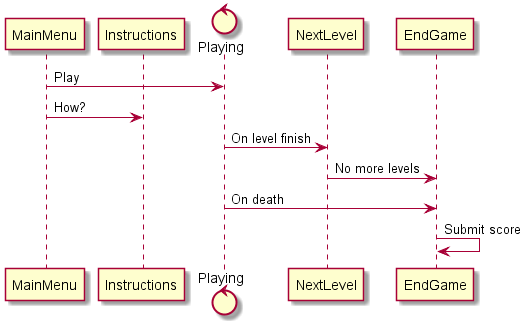 MainMenu
Instructions
Playing
NextLevel
EndGame
Play
How?
On level finish
No more levels
On death
Submit score
MainMenu
Instructions
Playing
NextLevel
EndGame